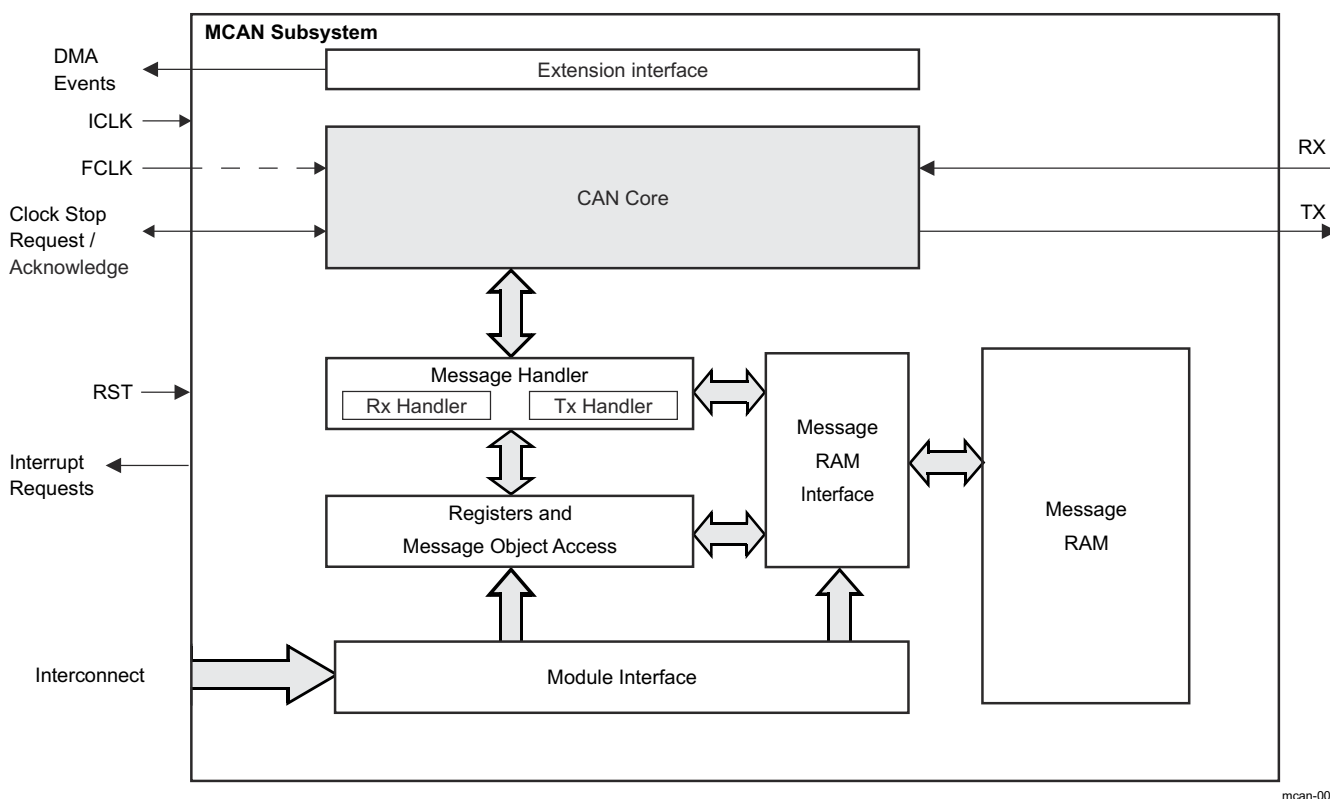 MCAN Subsystem
DMA
Events
Extension interface
ICLK
FCLK
CAN Core
RX
TX
Clock Stop
Request /
Acknowledge
Message Handler
Rx Handler
Tx Handler
RST
Message
RAM
Interface
Interrupt
Requests
Registers and
Message Object Access
Message
RAM
Interconnect
Module Interface
mcan-00